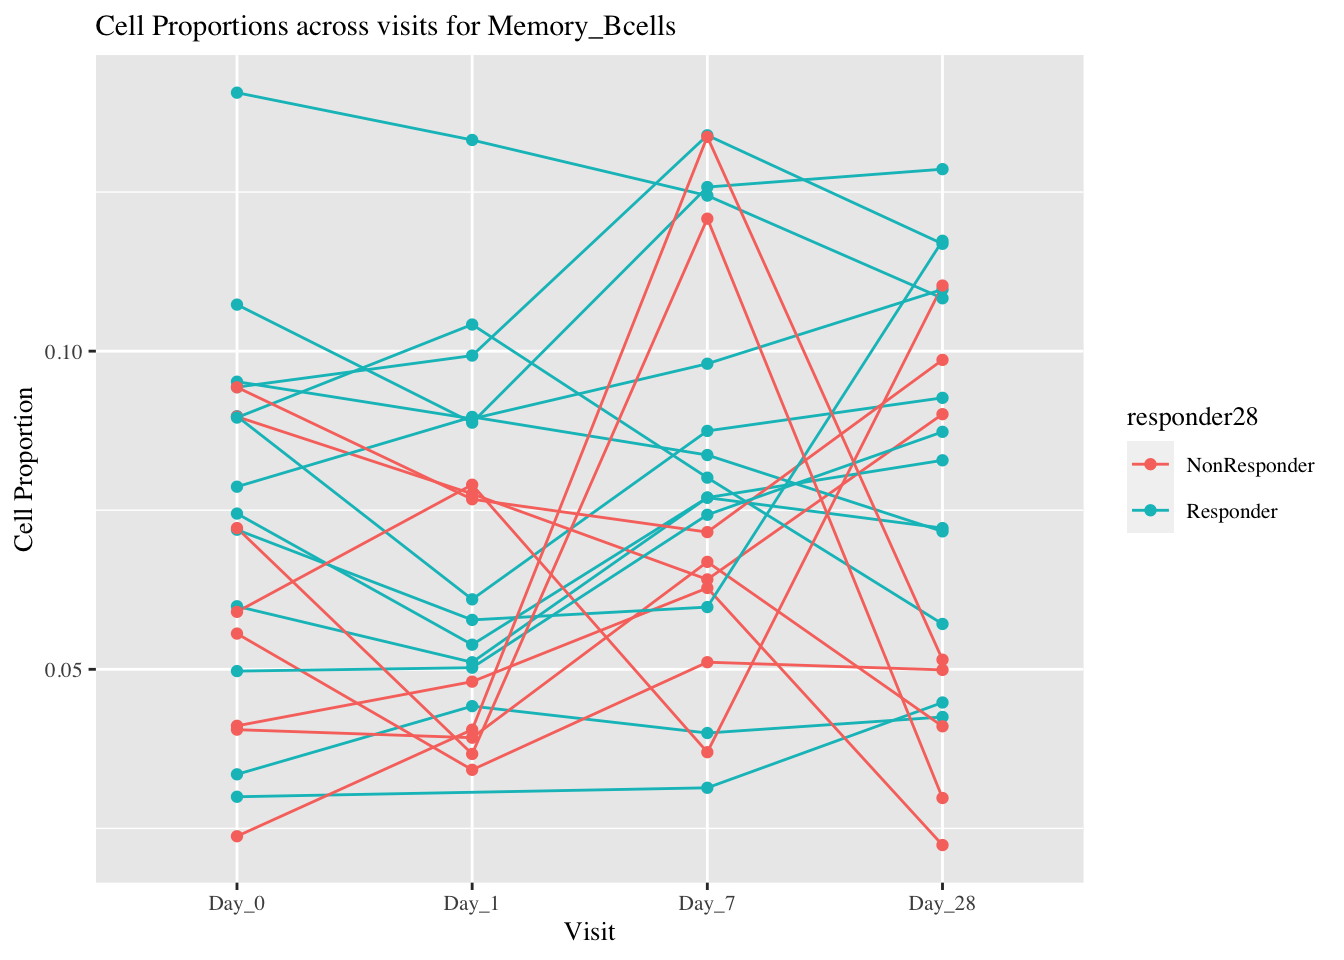 Cell Proportions across visits for Memory_Bcells
0.10
0.05
Cell Proportion
Day_0
Day_1
Day_7
Day_28
Visit
responder28
NonResponder
Responder